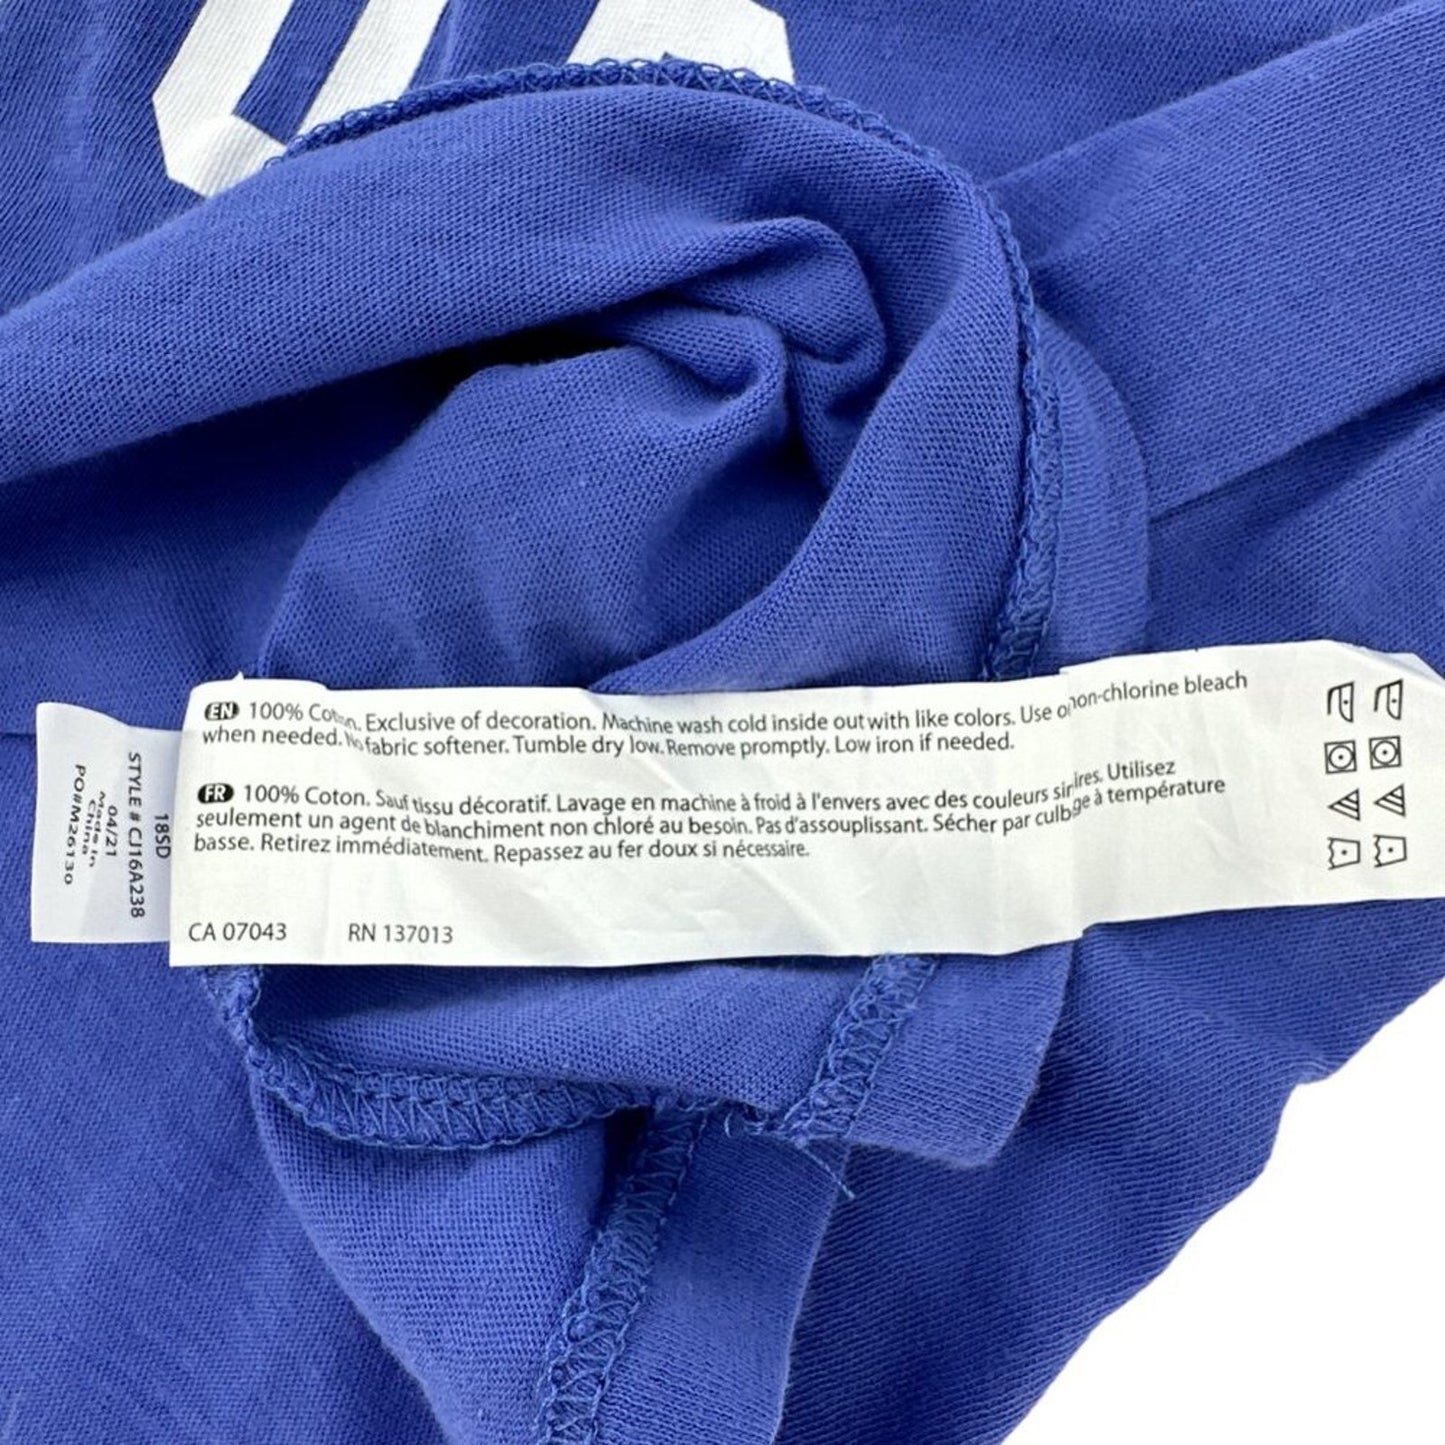 EN 100% Cotton. Exclusive of decoration. Machine wash cold inside out with like colors. Use only non-chlorine bleach
when needed. No fabric softener. Tumble dry low. Remove promptly. Low iron if needed.
FR 100% Coton. Sauf tissu décoratif. Lavage en machine à froid à l'envers avec des couleurs similaires. Utilisez
seulement un agent de blanchiment non chloré au besoin. Pas d'assouplissant. Sécher par culbutage à température
basse. Retirez immédiatement. Repassez au fer doux si nécessaire.
CA 07043 RN 137013
18SD
STYLE # CJ16A238
04/21
Made in
China
PO#M26130